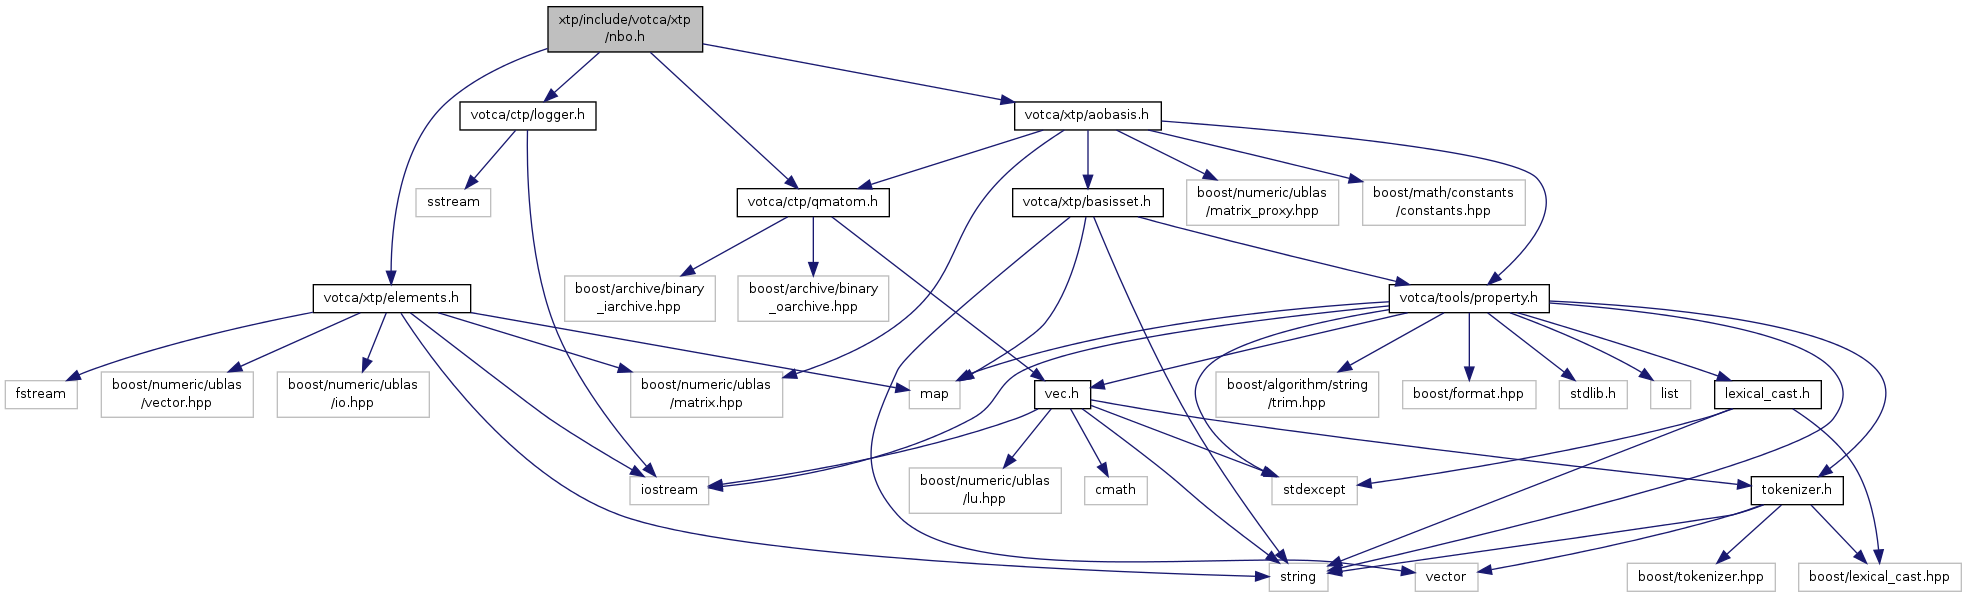 xtp/include/votca/xtp
/nbo.h
votca/ctp/logger.h
votca/xtp/aobasis.h
sstream
votca/ctp/qmatom.h
votca/xtp/basisset.h
boost/numeric/ublas
/matrix_proxy.hpp
boost/math/constants
/constants.hpp
votca/xtp/elements.h
boost/archive/binary
_iarchive.hpp
boost/archive/binary
_oarchive.hpp
votca/tools/property.h
fstream
boost/numeric/ublas
/vector.hpp
boost/numeric/ublas
/io.hpp
boost/numeric/ublas
/matrix.hpp
map
vec.h
boost/algorithm/string
/trim.hpp
boost/format.hpp
stdlib.h
list
lexical_cast.h
iostream
boost/numeric/ublas
/lu.hpp
cmath
stdexcept
tokenizer.h
string
vector
boost/tokenizer.hpp
boost/lexical_cast.hpp